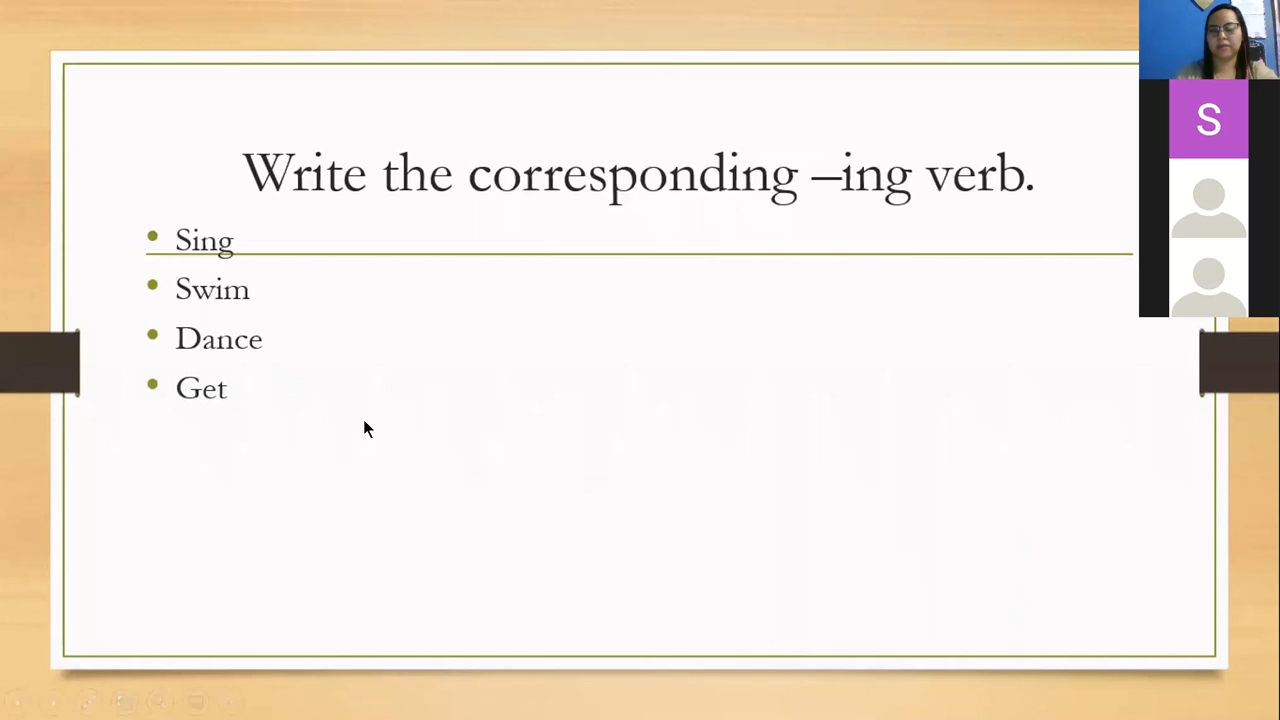 Write the corresponding –ing verb.
Sing
Swim
Dance
Get
S